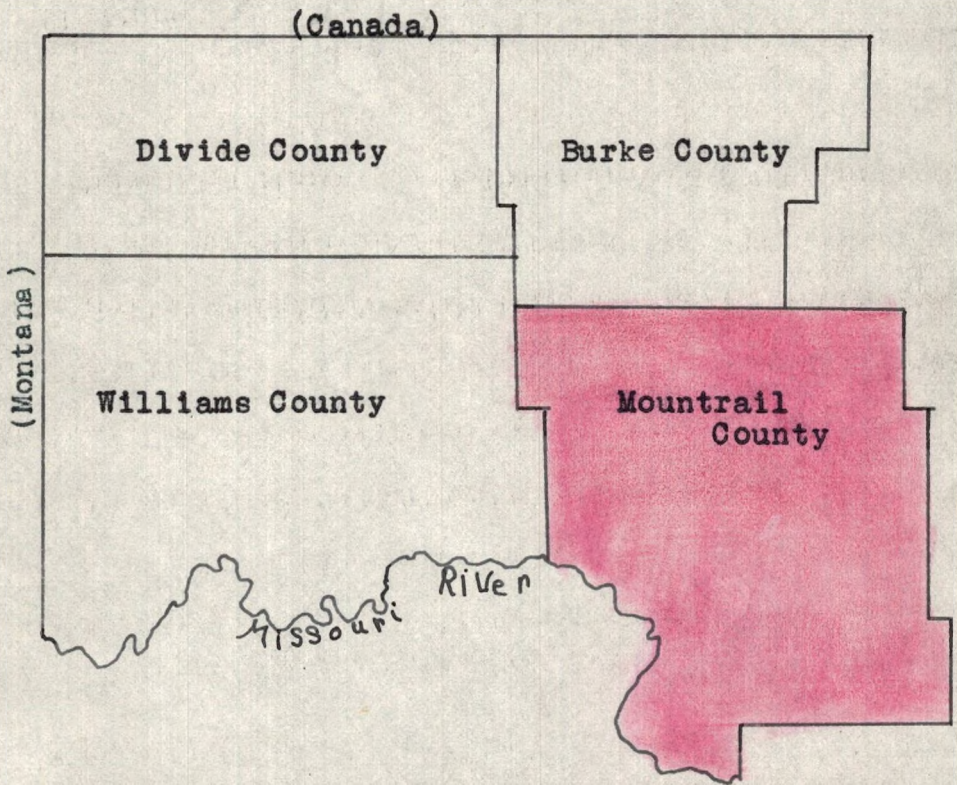 (Canada)
Divide County
Burke County
(Montana)
Williams County
Mountrail
County
Missouri River